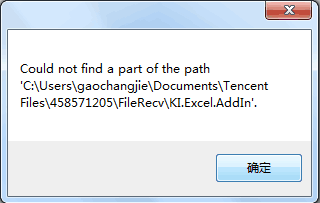 Could not find a part of the path
'C:\Users\gaochangjie\Documents\Tencent
Files\458571205\FileRecv\KI.Excel.AddIn'.
确定